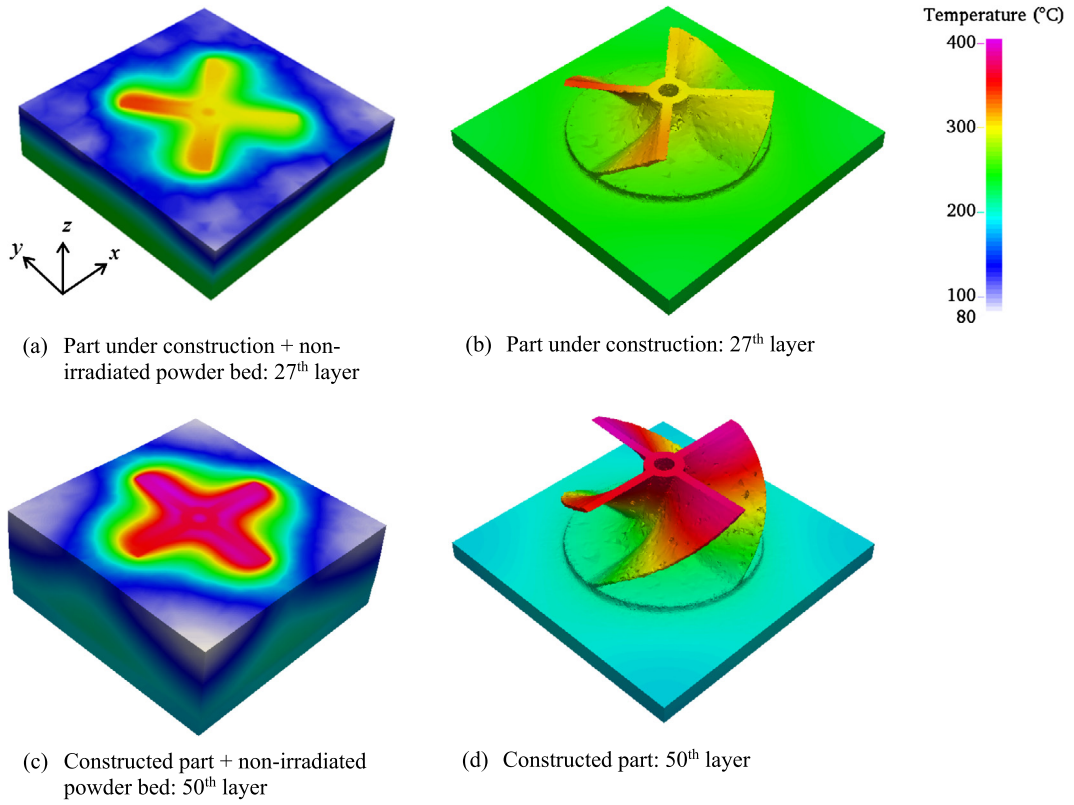 Temperature (°C)
400
300
200
100
80
z
y
x
(a) Part under construction + non-
irradiated powder bed: 27th layer
(b) Part under construction: 27th layer
(c) Constructed part + non-irradiated
powder bed: 50th layer
(d) Constructed part: 50th layer